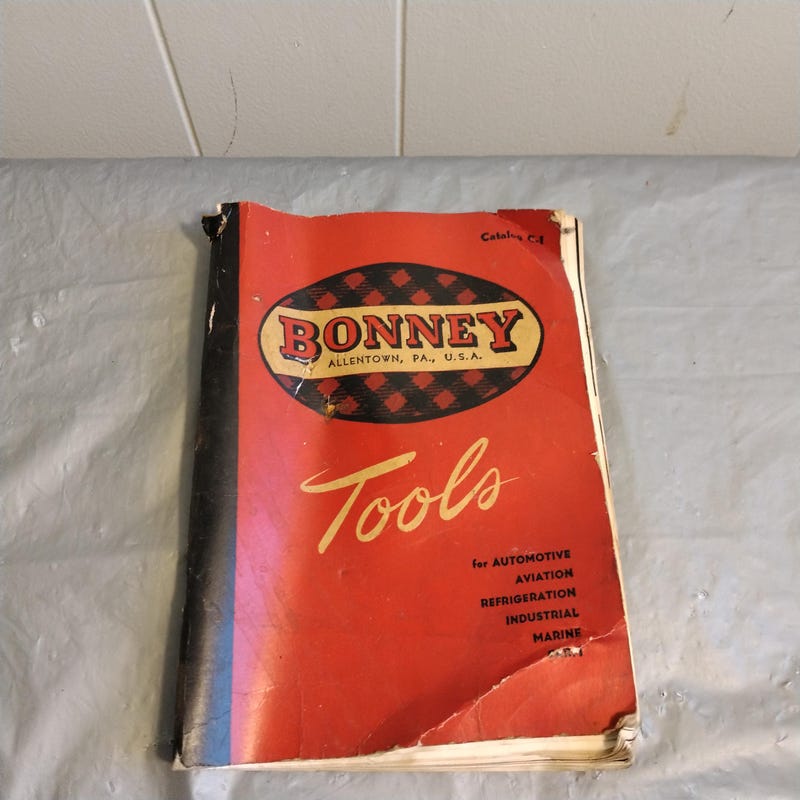 Catalog C-1
BONNEY
ALLENTOWN, PA., U.S.A.
Tools
for AUTOMOTIVE
AVIATION
REFRIGERATION
INDUSTRIAL
MARINE